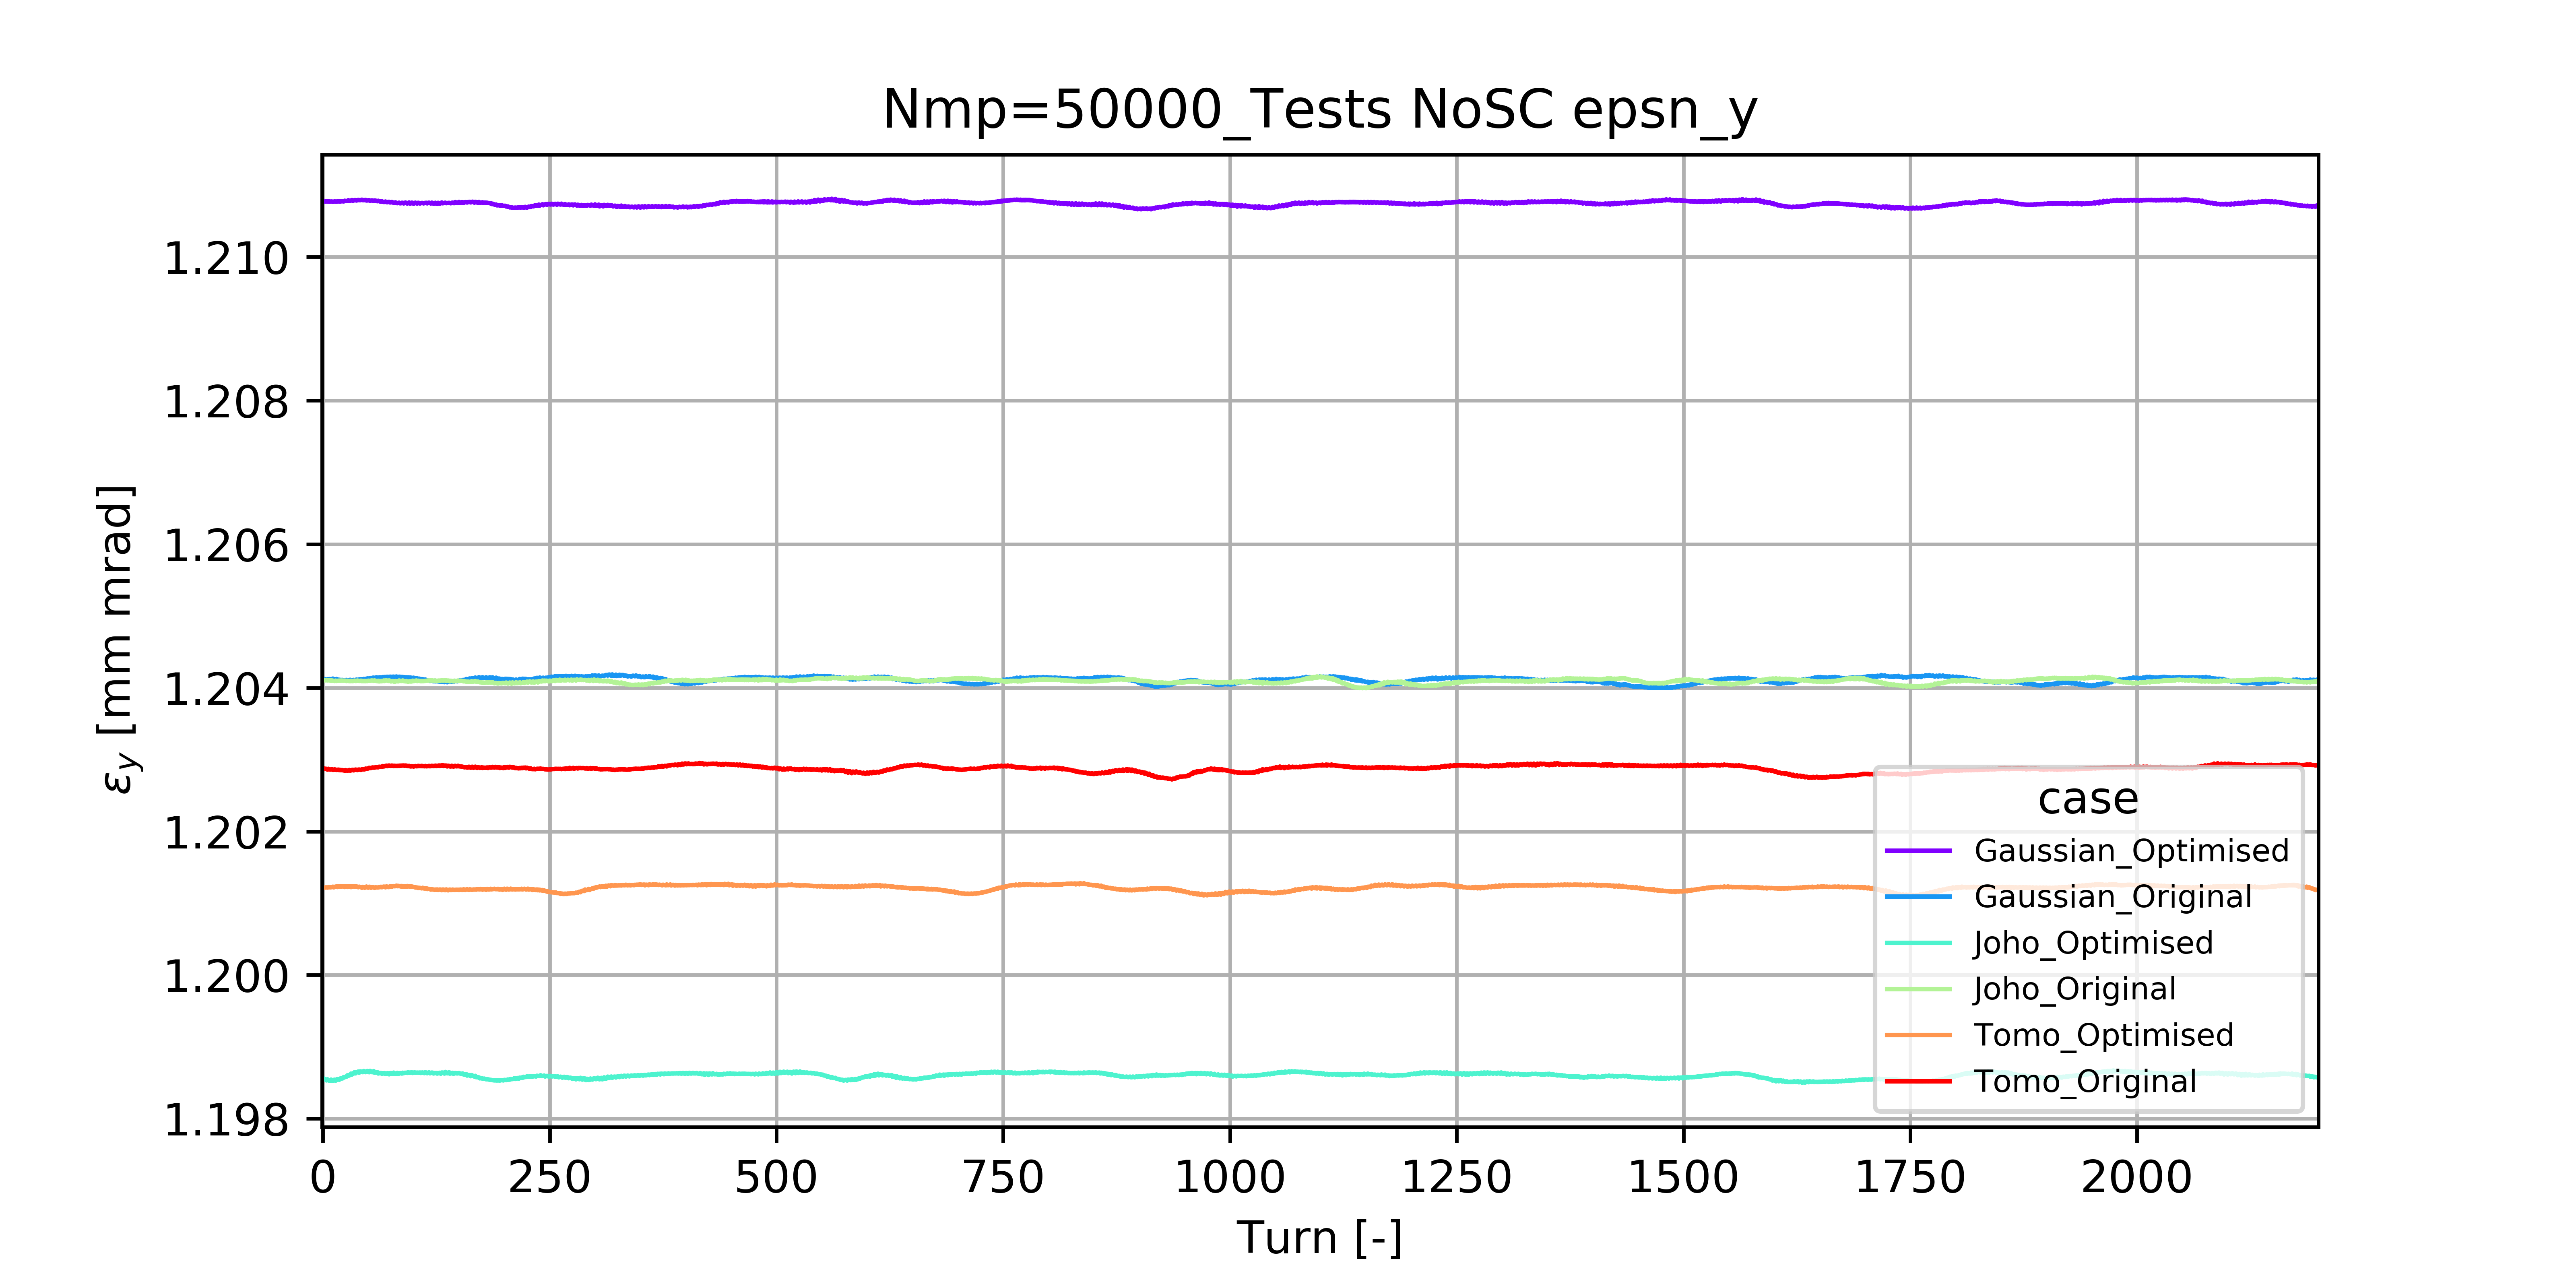 Nmp=50000_Tests NoSC epsn_y
1.210
1.208
1.206
1.204
1.202
1.200
1.198
εy [mm mrad]
case
Gaussian_Optimised
Gaussian_Original
Joho_Optimised
Joho_Original
Tomo_Optimised
Tomo_Original
0 250 500 750 1000 1250 1500 1750 2000
Turn [-]